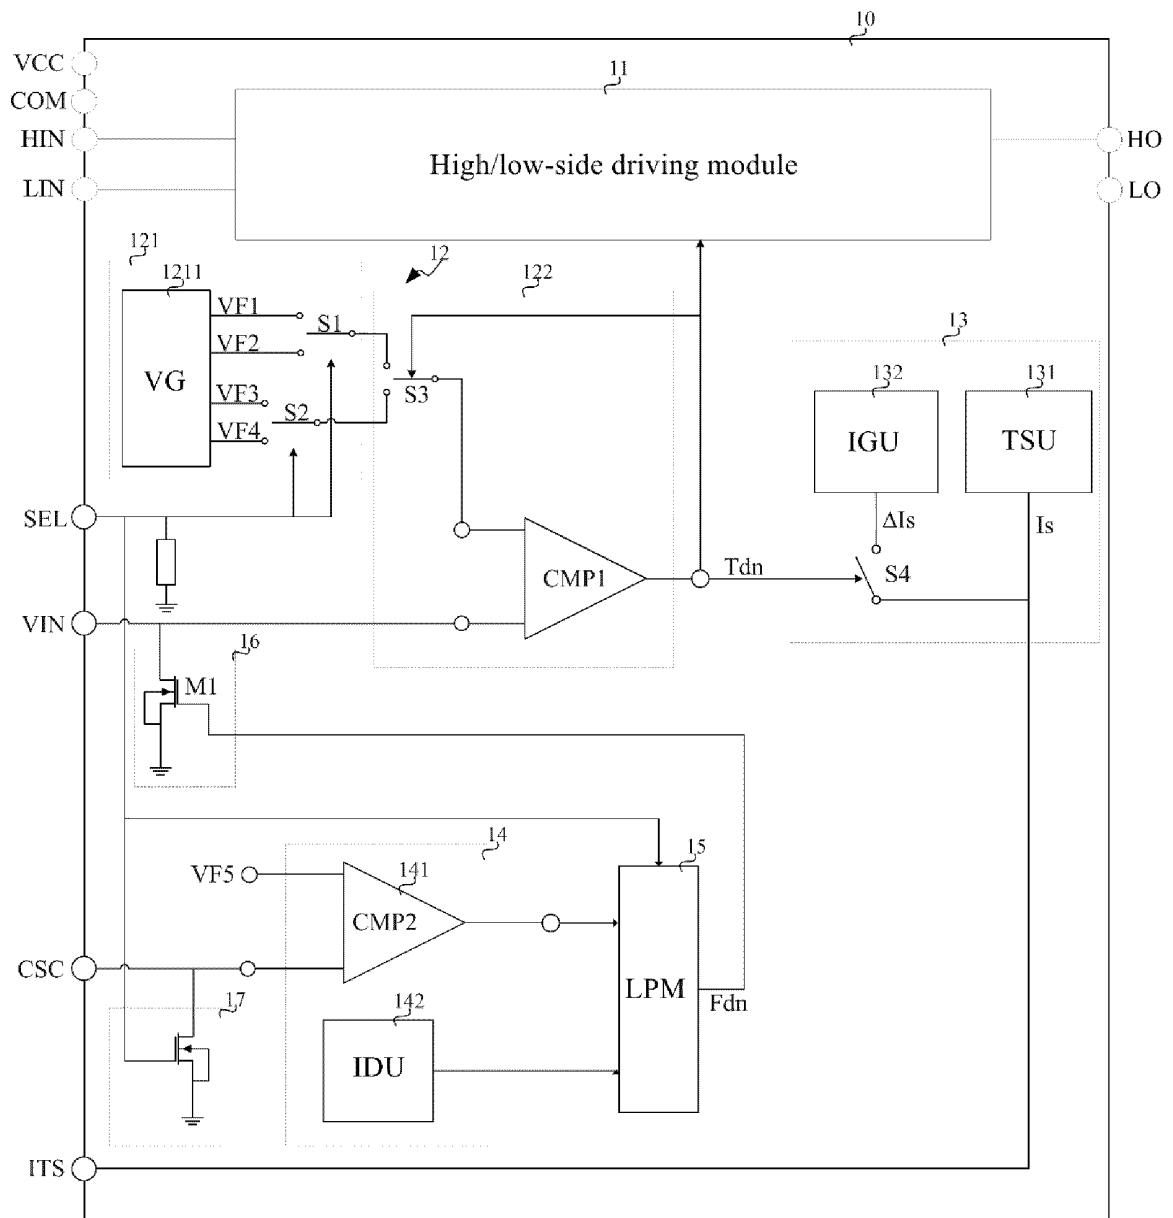 10
VCC
11
COM
HIN
HO
High/low-side driving module
LIN
LO
121
12
1211
122
VF1
S1
13
VF2
VG
132
131
VF3
S3
S2
IGU
TSU
VF4
SEL
ΔIs
Is
CMP1
Tdn
S4
VIN
16
M1
14
15
VF5
141
CMP2
CSC
LPM
17
142
Fdn
IDU
ITS